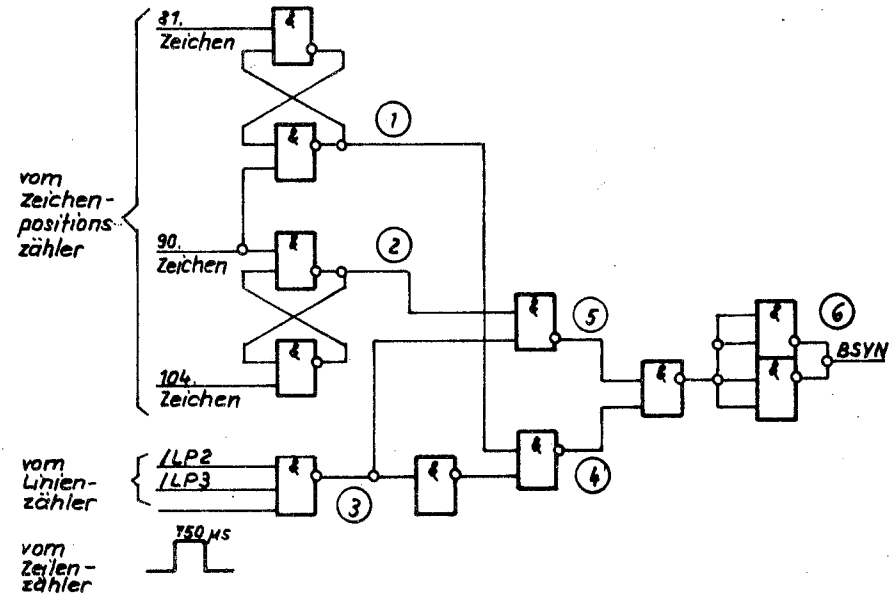 81.
Zeichen
&
&
1
vom
Zeichen-
positions
zähler
90.
Zeichen
&
2
&
104.
Zeichen
&
5
&
&
&
6
BSYN
vom
Linien-
zähler
/LP2
/LP3
&
3
&
&
4
750 µs
vom
Zeilen-
zähler